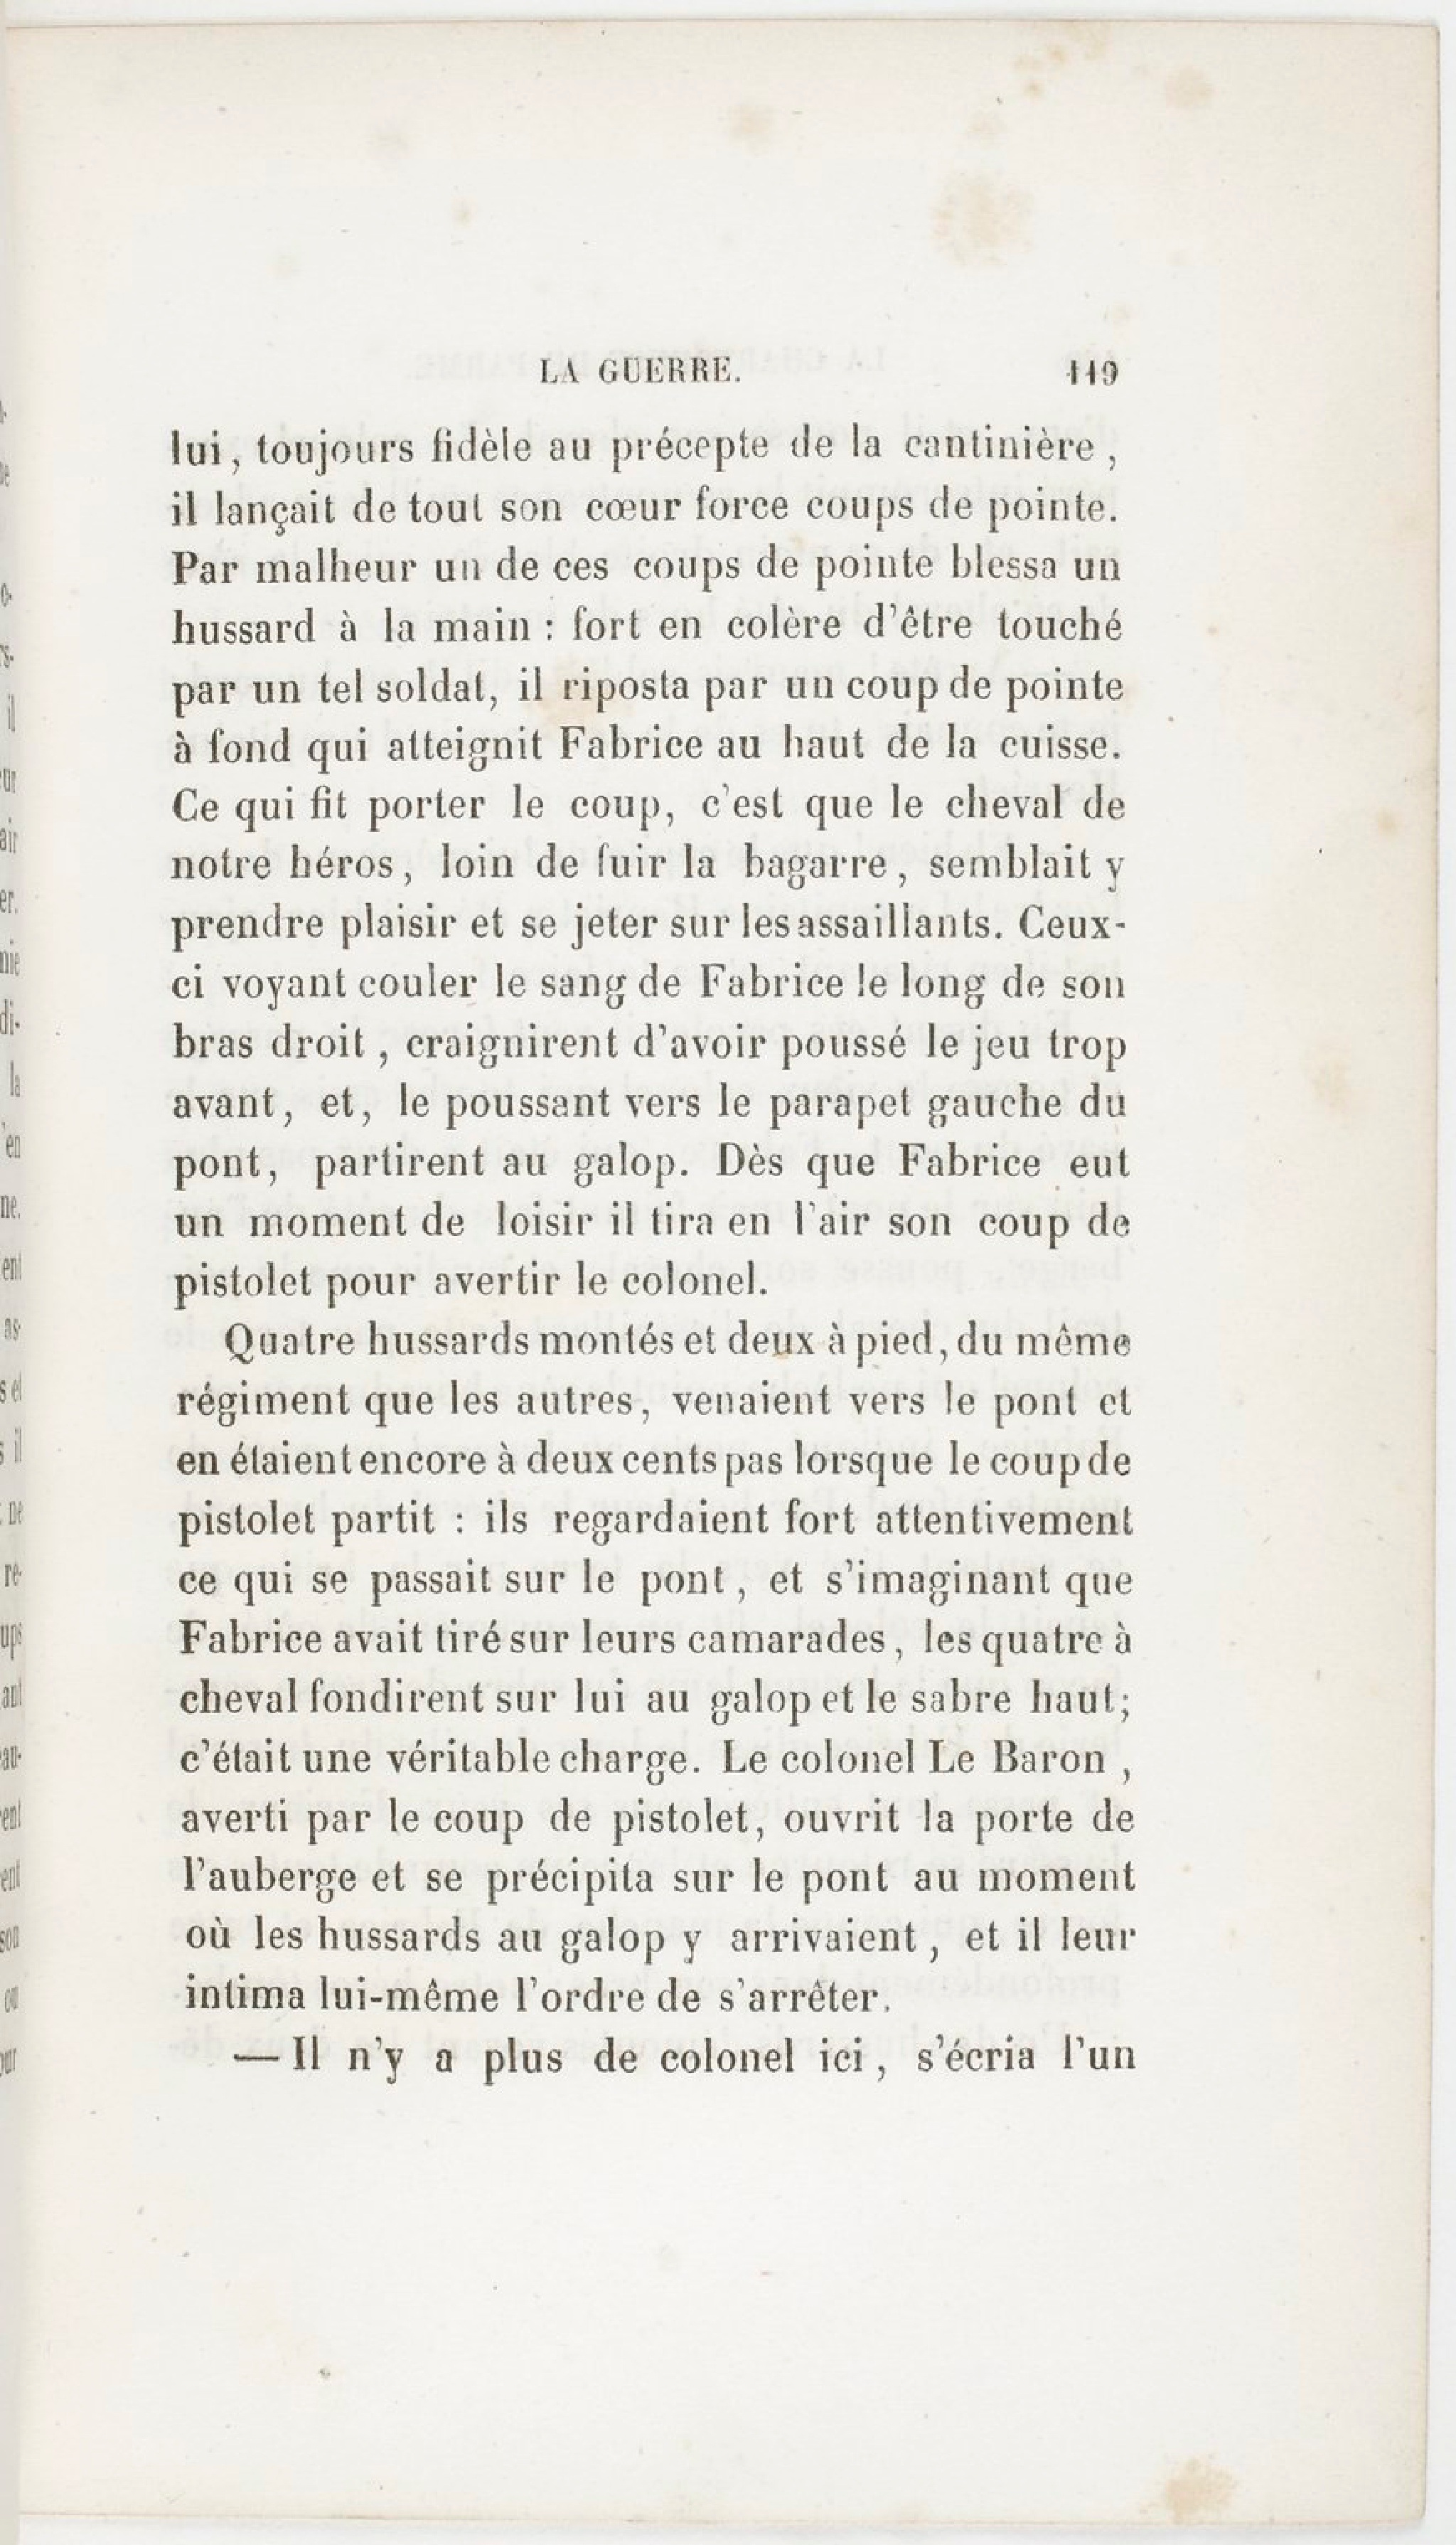 LA GUERRE. 119
lui, toujours fidèle au précepte de la cantinière,
il lançait de tout son cœur force coups de pointe.
Par malheur un de ces coups de pointe blessa un
hussard à la main : fort en colère d'être touché
par un tel soldat, il riposta par un coup de pointe
à fond qui atteignit Fabrice au haut de la cuisse.
Ce qui fit porter le coup, c'est que le cheval de
notre héros, loin de fuir la bagarre, semblait y
prendre plaisir et se jeter sur les assaillants. Ceux-
ci voyant couler le sang de Fabrice le long de son
bras droit, craignirent d'avoir poussé le jeu trop
avant, et, le poussant vers le parapet gauche du
pont, partirent au galop. Dès que Fabrice eut
un moment de loisir il tira en l'air son coup de
pistolet pour avertir le colonel.
Quatre hussards montés et deux à pied, du même
régiment que les autres, venaient vers le pont et
en étaient encore à deux cents pas lorsque le coup de
pistolet partit : ils regardaient fort attentivement
ce qui se passait sur le pont, et s'imaginant que
Fabrice avait tiré sur leurs camarades, les quatre à
cheval fondirent sur lui au galop et le sabre haut;
c'était une véritable charge. Le colonel Le Baron,
averti par le coup de pistolet, ouvrit la porte de
l'auberge et se précipita sur le pont au moment
où les hussards au galop y arrivaient, et il leur
intima lui-même l'ordre de s'arrêter.
— Il n'y a plus de colonel ici, s'écria l'un